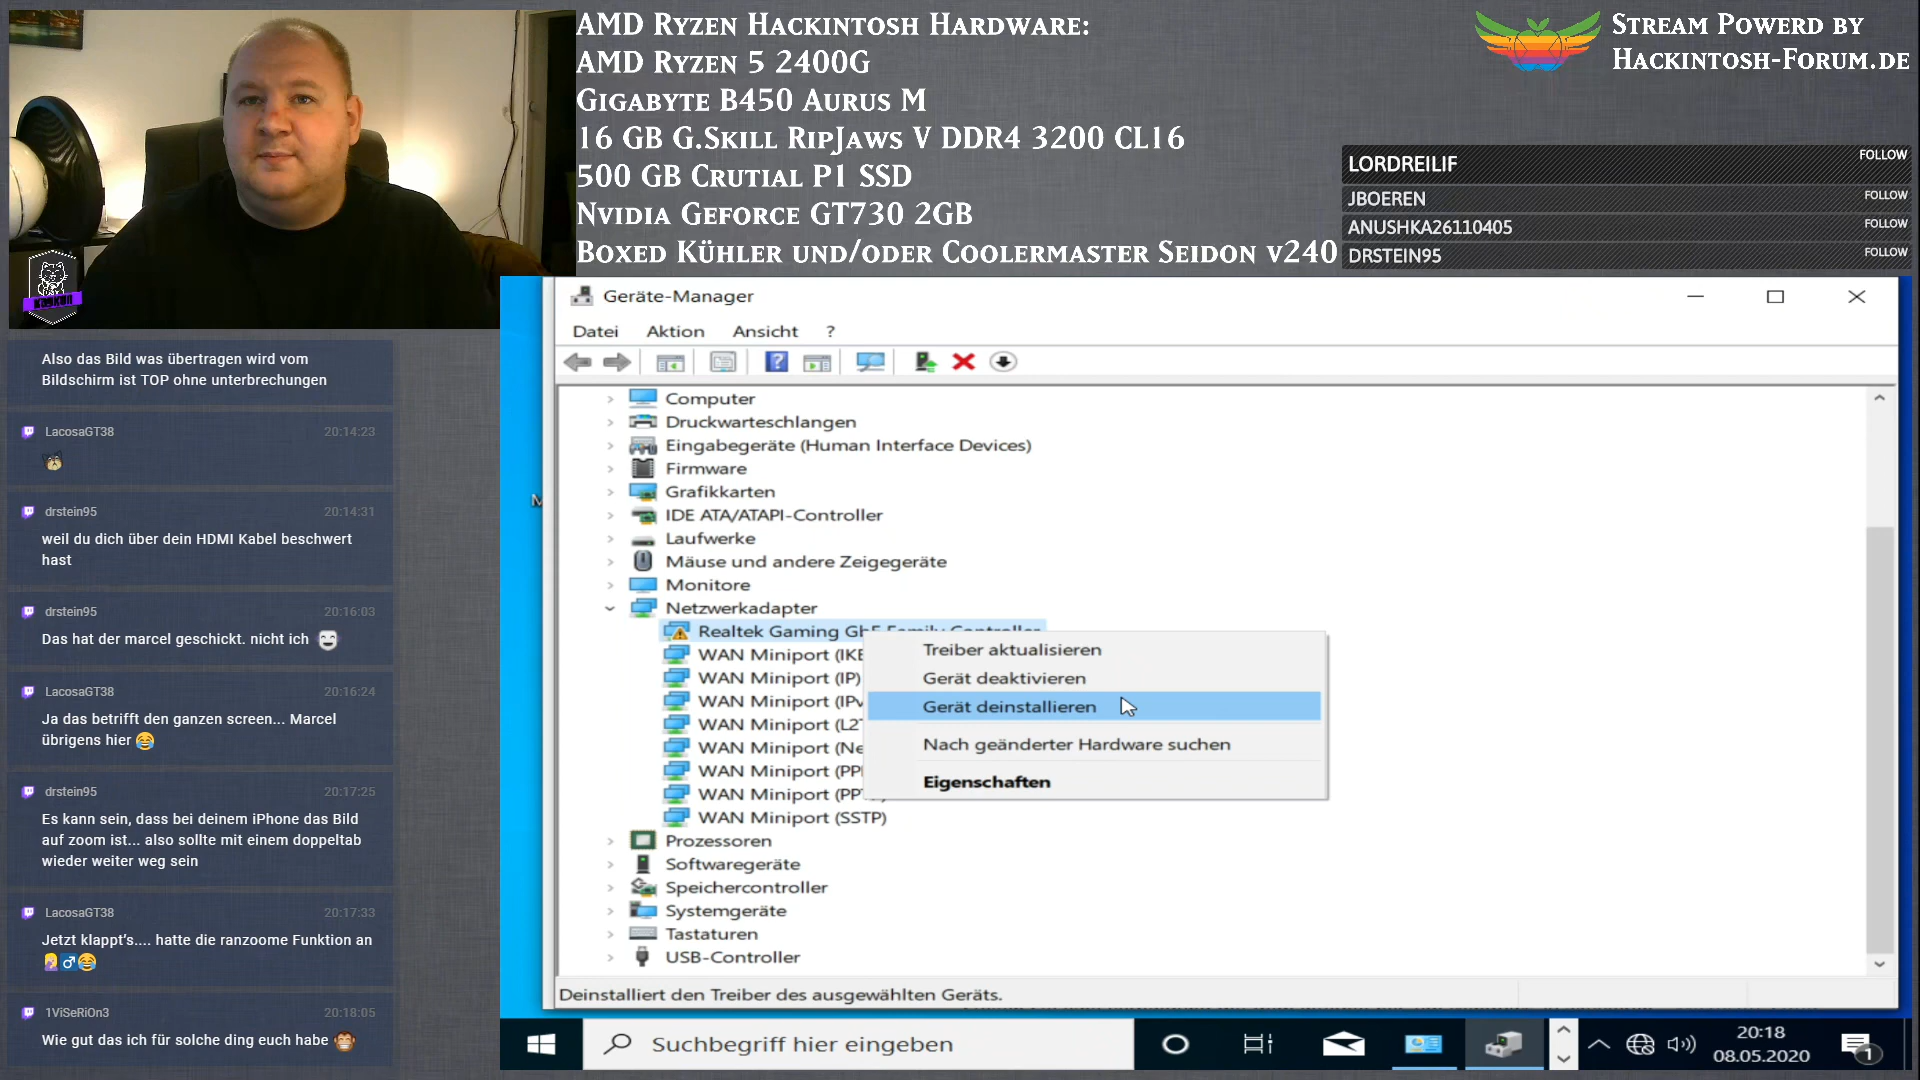 AMD Ryzen Hackintosh Hardware:
AMD Ryzen 5 2400G
Gigabyte B450 Aurus M
16 GB G.Skill RipJaws V DDR4 3200 CL16
500 GB Crutial P1 SSD
Nvidia Geforce GT730 2GB
Boxed Kühler und/oder Coolermaster Seidon v240
Stream Powerd by
Hackintosh-Forum.de
LORDREILIF FOLLOW
JBOEREN FOLLOW
ANUSHKA26110405 FOLLOW
DRSTEIN95 FOLLOW
Also das Bild was übertragen wird vom
Bildschirm ist TOP ohne unterbrechungen
LacosaGT38 20:14:23
drstein95 20:14:31
weil du dich über dein HDMI Kabel beschwert
hast
drstein95 20:16:03
Das hat der marcel geschickt. nicht ich
LacosaGT38 20:16:24
Ja das betrifft den ganzen screen... Marcel
übrigens hier 😂
drstein95 20:17:25
Es kann sein, dass bei deinem iPhone das Bild
auf zoom ist... also sollte mit einem doppeltab
wieder weiter weg sein
LacosaGT38 20:17:33
Jetzt klappt's.... hatte die ranzoome Funktion an
1ViSeRiOn3 20:18:05
Wie gut das ich für solche ding euch habe
Geräte-Manager
Datei Aktion Ansicht ?
Computer
Druckwarteschlangen
Eingabegeräte (Human Interface Devices)
Firmware
Grafikkarten
IDE ATA/ATAPI-Controller
Laufwerke
Mäuse und andere Zeigegeräte
Monitore
Netzwerkadapter
Realtek Gaming GbE Family Controller
WAN Miniport (IKE
WAN Miniport (IP)
WAN Miniport (IPv
WAN Miniport (L2T
WAN Miniport (Ne
WAN Miniport (PPI
WAN Miniport (PPT
WAN Miniport (SSTP)
Prozessoren
Softwaregeräte
Speichercontroller
Systemgeräte
Tastaturen
USB-Controller
Treiber aktualisieren
Gerät deaktivieren
Gerät deinstallieren
Nach geänderter Hardware suchen
Eigenschaften
Deinstalliert den Treiber des ausgewählten Geräts.
Suchbegriff hier eingeben
20:18
08.05.2020
1